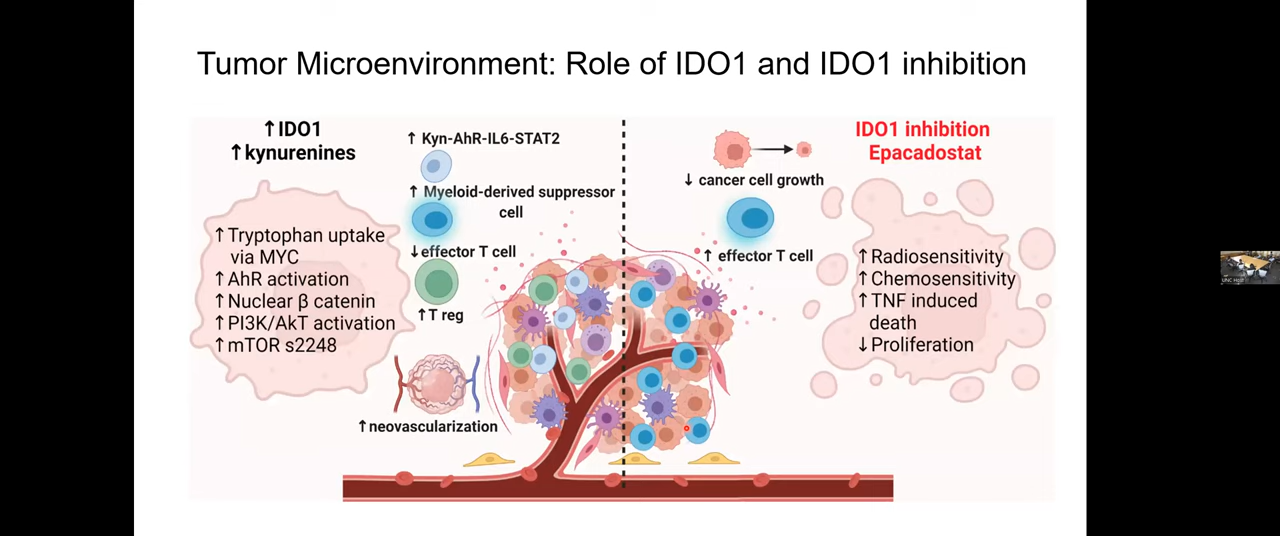 Tumor Microenvironment: Role of IDO1 and IDO1 inhibition
↑IDO1
↑kynurenines
↑Tryptophan uptake
via MYC
↑AhR activation
↑Nuclear β catenin
↑PI3K/AkT activation
↑mTOR s2248
↑ Kyn-AhR-IL6-STAT2
↑ Myeloid-derived suppressor
cell
↓effector T cell
↑T reg
↑neovascularization
↓ cancer cell growth
↑ effector T cell
IDO1 inhibition
Epacadostat
↑Radiosensitivity
↑Chemosensitivity
↑TNF induced
death
↓Proliferation
UNC Host